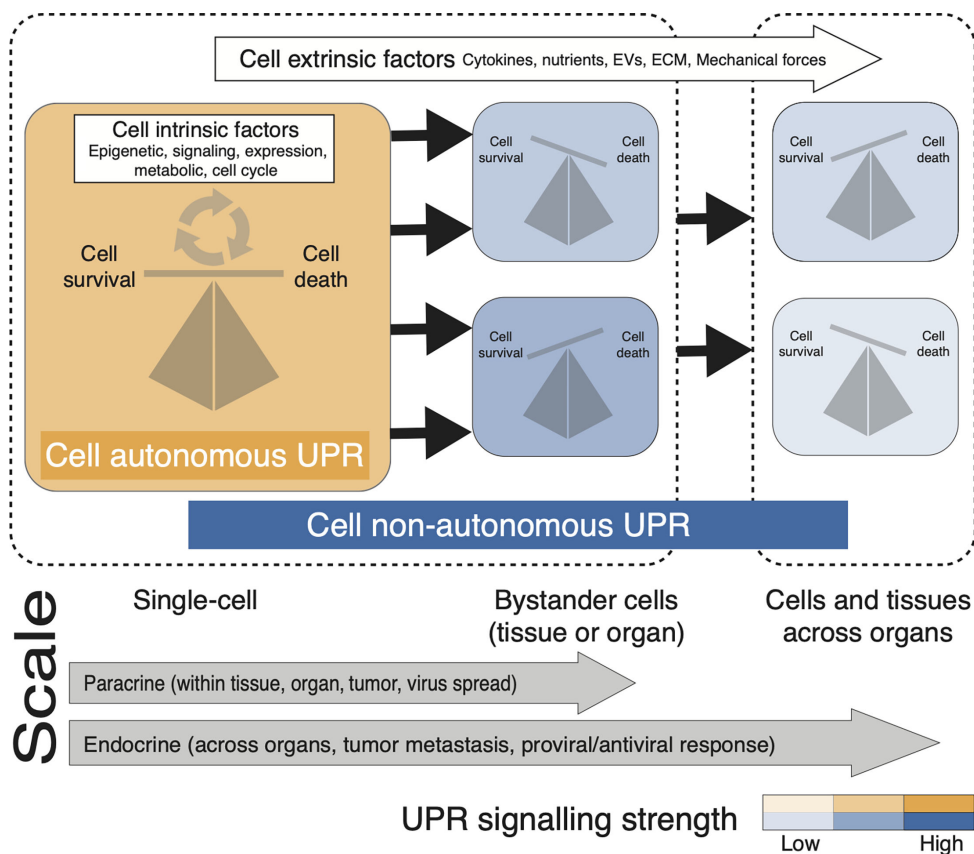 Cell extrinsic factors Cytokines, nutrients, EVs, ECM, Mechanical forces
Cell intrinsic factors
Epigenetic, signaling, expression,
metabolic, cell cycle
Cell
survival
Cell
death
Cell autonomous UPR
Cell
survival
Cell
death
Cell
survival
Cell
death
Cell
survival
Cell
death
Cell
survival
Cell
death
Cell non-autonomous UPR
Scale
Single-cell
Bystander cells
(tissue or organ)
Cells and tissues
across organs
Paracrine (within tissue, organ, tumor, virus spread)
Endocrine (across organs, tumor metastasis, proviral/antiviral response)
UPR signalling strength
Low
High